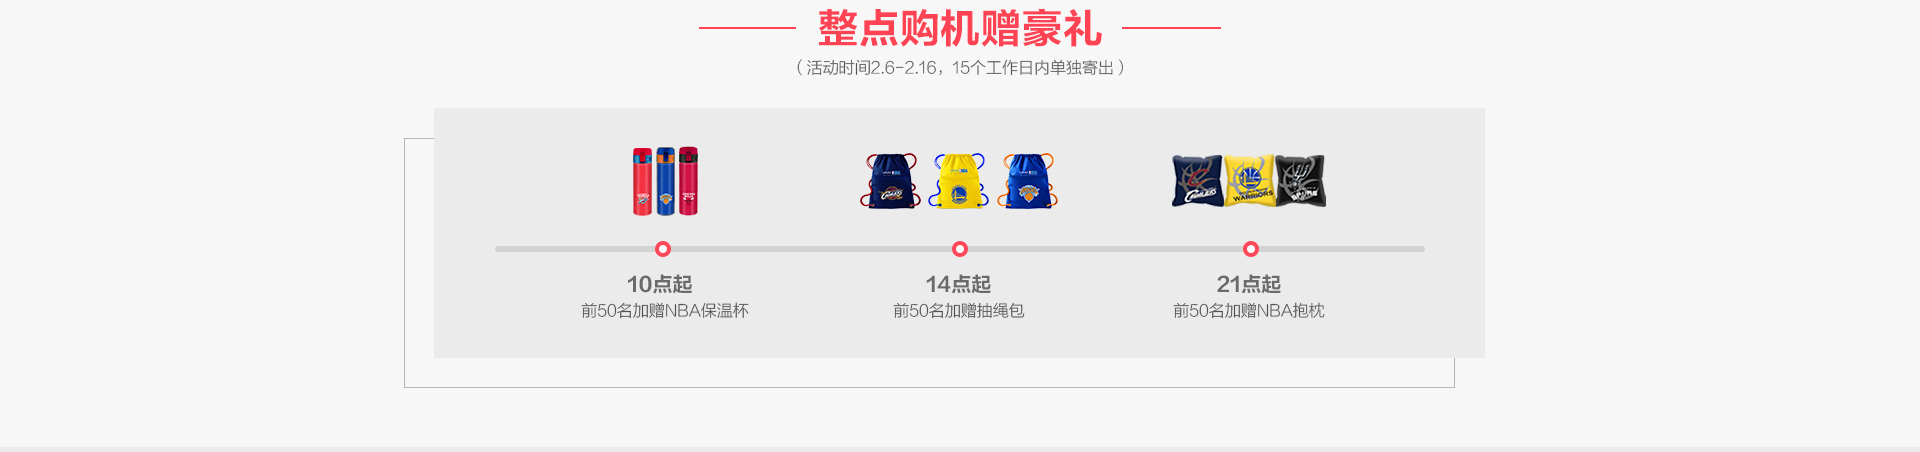 整点购机赠豪礼
（ 活动时间2.6-2.16，15个工作日内单独寄出 ）
10点起
前50名加赠NBA保温杯
14点起
前50名加赠抽绳包
21点起
前50名加赠NBA抱枕
CAVALIERS
WARRIORS